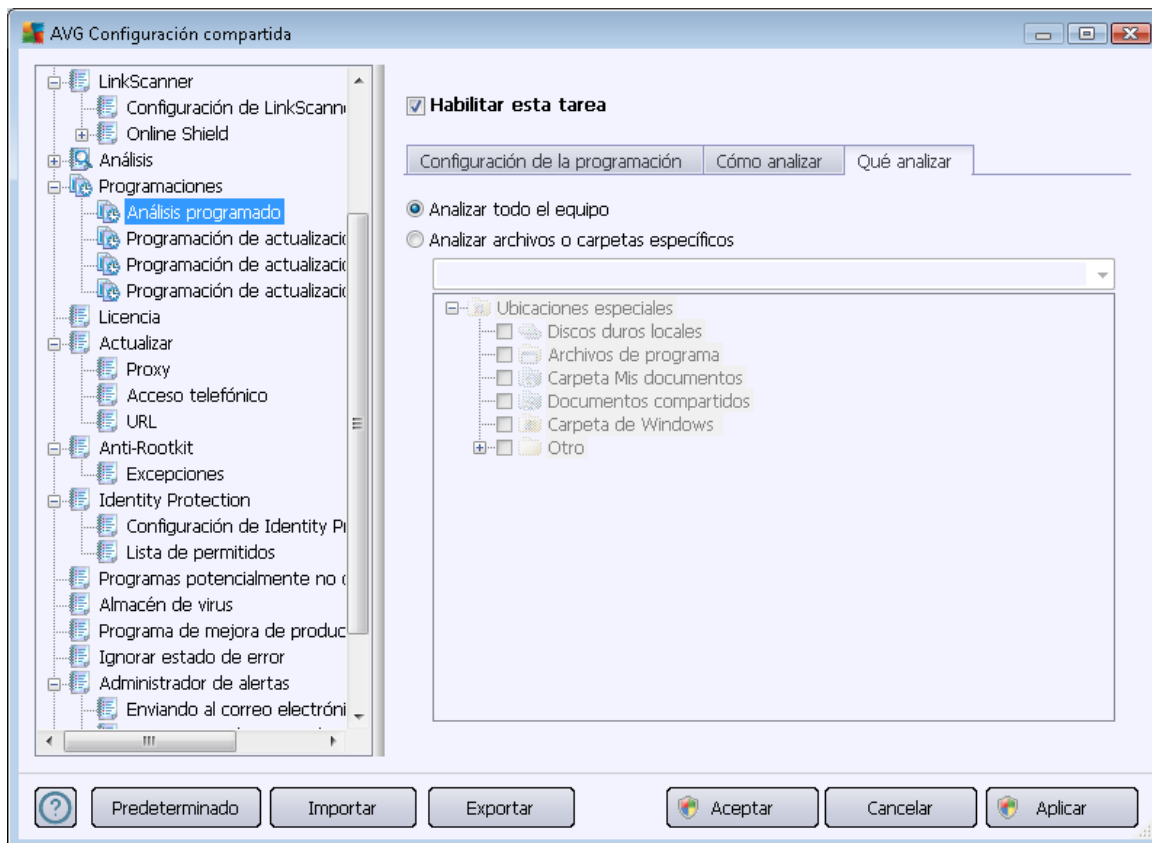 AVG Configuración compartida
LinkScanner
Configuración de LinkScann
Online Shield
Análisis
Programaciones
Análisis programado
Programación de actualizaci
Programación de actualizaci
Programación de actualizaci
Licencia
Actualizar
Proxy
Acceso telefónico
URL
Anti-Rootkit
Excepciones
Identity Protection
Configuración de Identity P
Lista de permitidos
Programas potencialmente no
Almacén de virus
Programa de mejora de produc
Ignorar estado de error
Administrador de alertas
Enviando al correo electróni
Habilitar esta tarea
Configuración de la programación
Cómo analizar
Qué analizar
Analizar todo el equipo
Analizar archivos o carpetas específicos
Ubicaciones especiales
Discos duros locales
Archivos de programa
Carpeta Mis documentos
Documentos compartidos
Carpeta de Windows
Otro
Predeterminado
Importar
Exportar
Aceptar
Cancelar
Aplicar